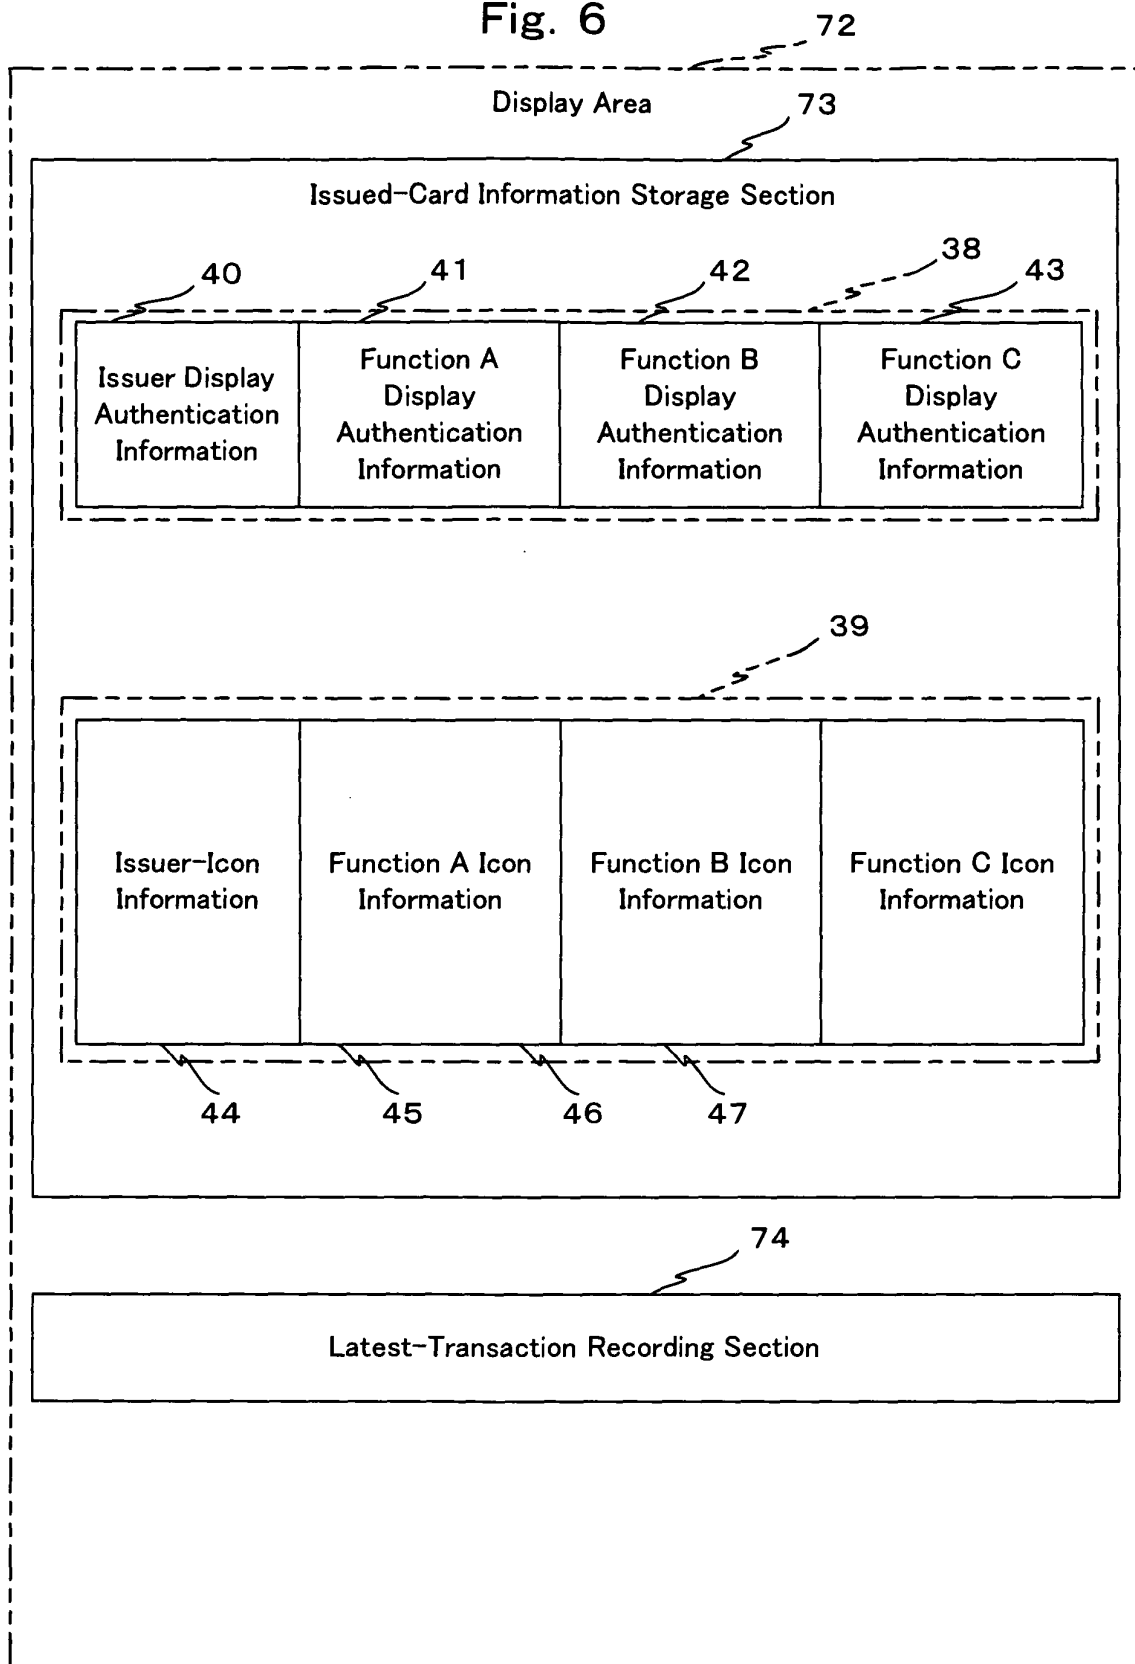 Fig. 6
72
Display Area
73
Issued-Card Information Storage Section
38
40
41
42
43
Issuer Display
Authentication
Information
Function A
Display
Authentication
Information
Function B
Display
Authentication
Information
Function C
Display
Authentication
Information
39
Issuer-Icon
Information
Function A Icon
Information
Function B Icon
Information
Function C Icon
Information
44
45
46
47
74
Latest-Transaction Recording Section